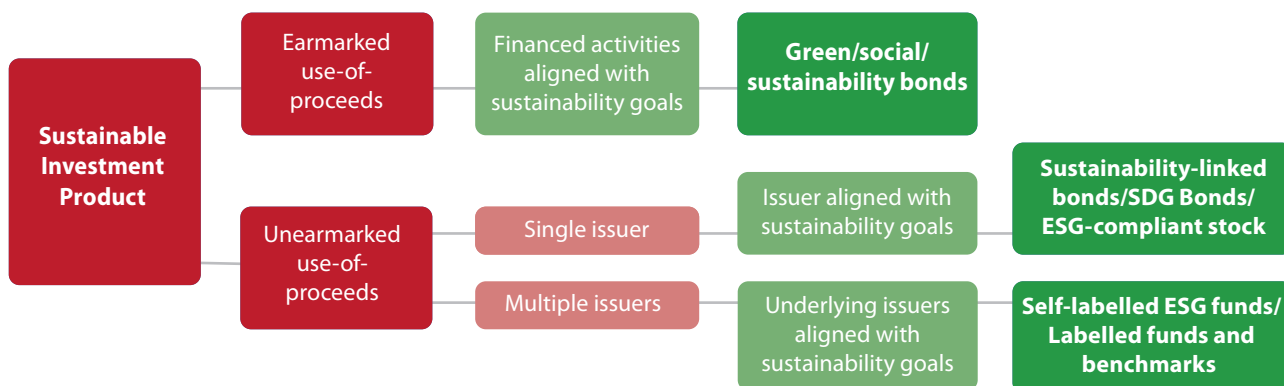 Sustainable
Investment
Product
Earmarked
use-of-
proceeds
Financed activities
aligned with
sustainability goals
Green/social/
sustainability bonds
Unearmarked
use-of-
proceeds
Single issuer
Issuer aligned with
sustainability goals
Sustainability-linked
bonds/SDG Bonds/
ESG-compliant stock
Multiple issuers
Underlying issuers
aligned with
sustainability goals
Self-labelled ESG funds/
Labelled funds and
benchmarks